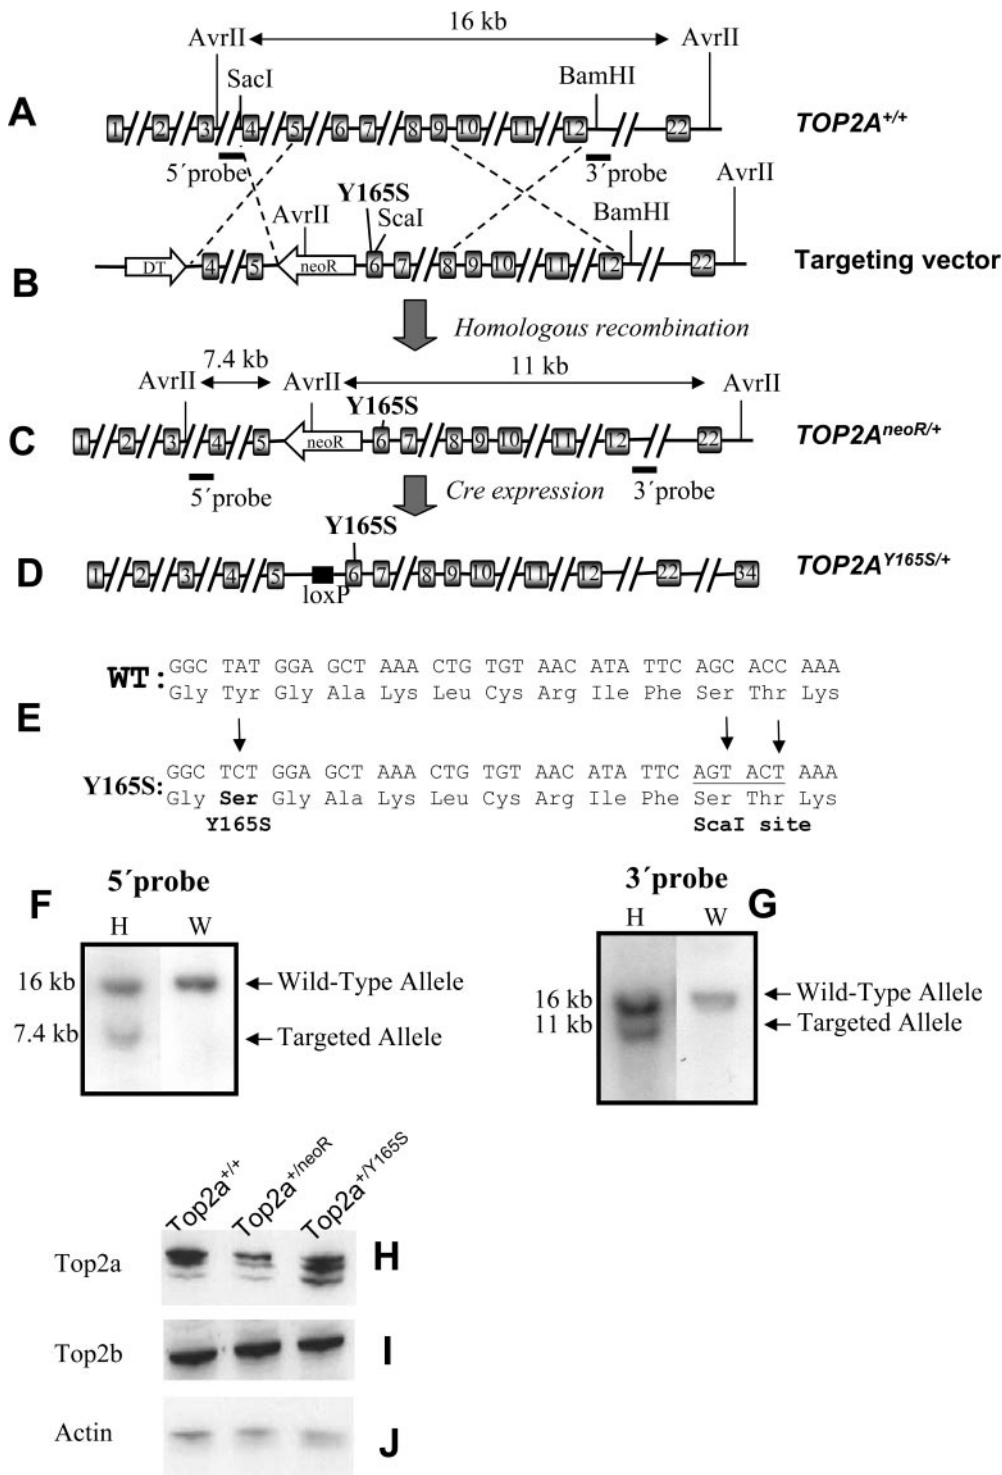 16 kb
AvrII AvrII
SacI BamHI
A 1 2 3 4 5 6 7 8 9 10 11 12 22 TOP2A+/+
5´probe 3´probe
Y165S AvrII
AvrII ScaI BamHI
B DT 4 5 neoR 6 7 8 9 10 11 12 22 Targeting vector
Homologous recombination
7.4 kb 11 kb
AvrII AvrII AvrII
Y165S
C 1 2 3 4 5 neoR 6 7 8 9 10 11 12 22 TOP2AneoR/+
5´probe Cre expression 3´probe
Y165S
D 1 2 3 4 5 6 7 8 9 10 11 12 22 34 TOP2AY165S/+
loxP
E
WT: GGC TAT GGA GCT AAA CTG TGT AAC ATA TTC AGC ACC AAA
Gly Tyr Gly Ala Lys Leu Cys Arg Ile Phe Ser Thr Lys
Y165S: GGC TCT GGA GCT AAA CTG TGT AAC ATA TTC AGT ACT AAA
Gly Ser Gly Ala Lys Leu Cys Arg Ile Phe Ser Thr Lys
Y165S ScaI site
F 5´probe
H W
16 kb Wild-Type Allele
7.4 kb Targeted Allele
3´probe G
H W
16 kb Wild-Type Allele
11 kb Targeted Allele
Top2a+/+ Top2a+/neoR Top2a+/Y165S
Top2a H
Top2b I
Actin J